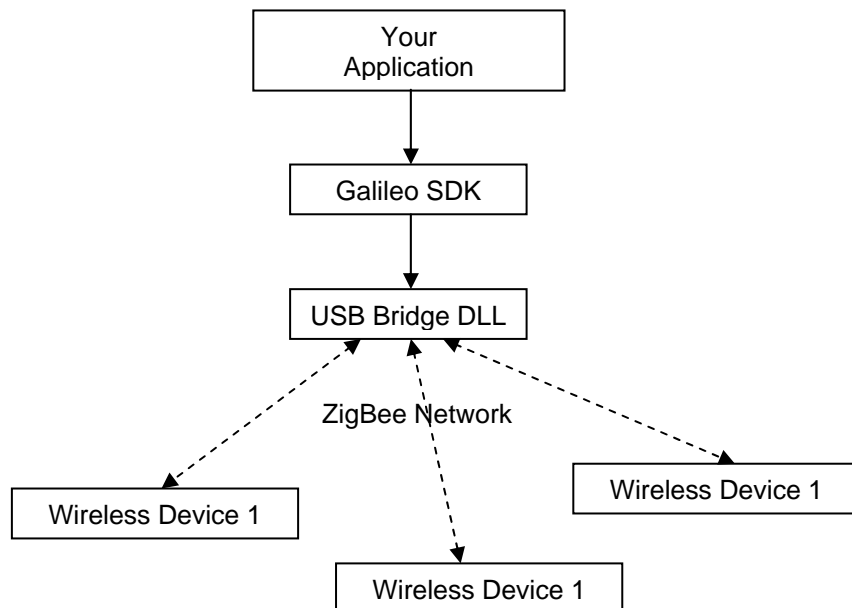 Your
Application
Galileo SDK
USB Bridge DLL
ZigBee Network
Wireless Device 1
Wireless Device 1
Wireless Device 1